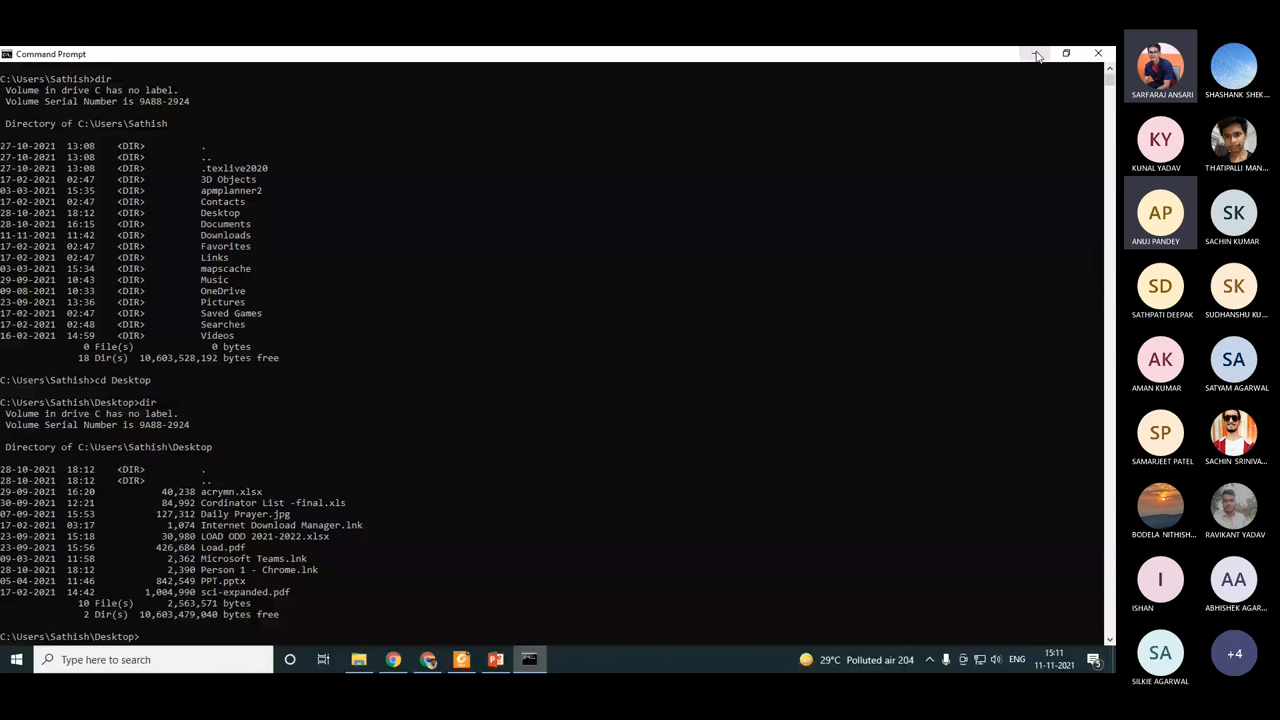 Command Prompt
C:\Users\Sathish>dir
Volume in drive C has no label.
Volume Serial Number is 9A88-2924
Directory of C:\Users\Sathish
27-10-2021 13:08 <DIR> .
27-10-2021 13:08 <DIR> ..
27-10-2021 13:08 <DIR> .texlive2020
17-02-2021 02:47 <DIR> 3D Objects
03-03-2021 15:35 <DIR> apmplanner2
17-02-2021 02:47 <DIR> Contacts
28-10-2021 18:12 <DIR> Desktop
28-10-2021 16:15 <DIR> Documents
11-11-2021 11:42 <DIR> Downloads
17-02-2021 02:47 <DIR> Favorites
17-02-2021 02:47 <DIR> Links
03-03-2021 15:34 <DIR> mapscache
29-09-2021 10:43 <DIR> Music
09-08-2021 10:33 <DIR> OneDrive
23-09-2021 13:36 <DIR> Pictures
17-02-2021 02:47 <DIR> Saved Games
17-02-2021 02:48 <DIR> Searches
16-02-2021 14:59 <DIR> Videos
0 File(s) 0 bytes
18 Dir(s) 10,603,528,192 bytes free
C:\Users\Sathish>cd Desktop
C:\Users\Sathish\Desktop>dir
Volume in drive C has no label.
Volume Serial Number is 9A88-2924
Directory of C:\Users\Sathish\Desktop
28-10-2021 18:12 <DIR> .
28-10-2021 18:12 <DIR> ..
29-09-2021 16:20 40,238 acrymn.xlsx
30-09-2021 12:21 84,992 Cordinator List -final.xls
07-09-2021 15:53 127,312 Daily Prayer.jpg
17-02-2021 03:17 1,074 Internet Download Manager.lnk
23-09-2021 15:18 30,980 LOAD ODD 2021-2022.xlsx
23-09-2021 15:56 426,684 Load.pdf
09-03-2021 11:58 2,362 Microsoft Teams.lnk
28-10-2021 18:12 2,390 Person 1 - Chrome.lnk
05-04-2021 11:46 842,549 PPT.pptx
17-02-2021 14:42 1,004,990 sci-expanded.pdf
10 File(s) 2,563,571 bytes
2 Dir(s) 10,603,479,040 bytes free
C:\Users\Sathish\Desktop>
Type here to search
29°C Polluted air 204
ENG
15:11
11-11-2021
5
SARFARAJ ANSARI
SHASHANK SHEK...
KY
KUNAL YADAV
THATIPALLI MAN...
AP
ANUJ PANDEY
SK
SACHIN KUMAR
SD
SATHPATI DEEPAK
SK
SUDHANSHU KU...
AK
AMAN KUMAR
SA
SATYAM AGARWAL
SP
SAMARJEET PATEL
SACHIN SRINIVA...
BODELA NITHISH...
RAVIKANT YADAV
I
ISHAN
AA
ABHISHEK AGAR...
SA
SILKIE AGARWAL
+4